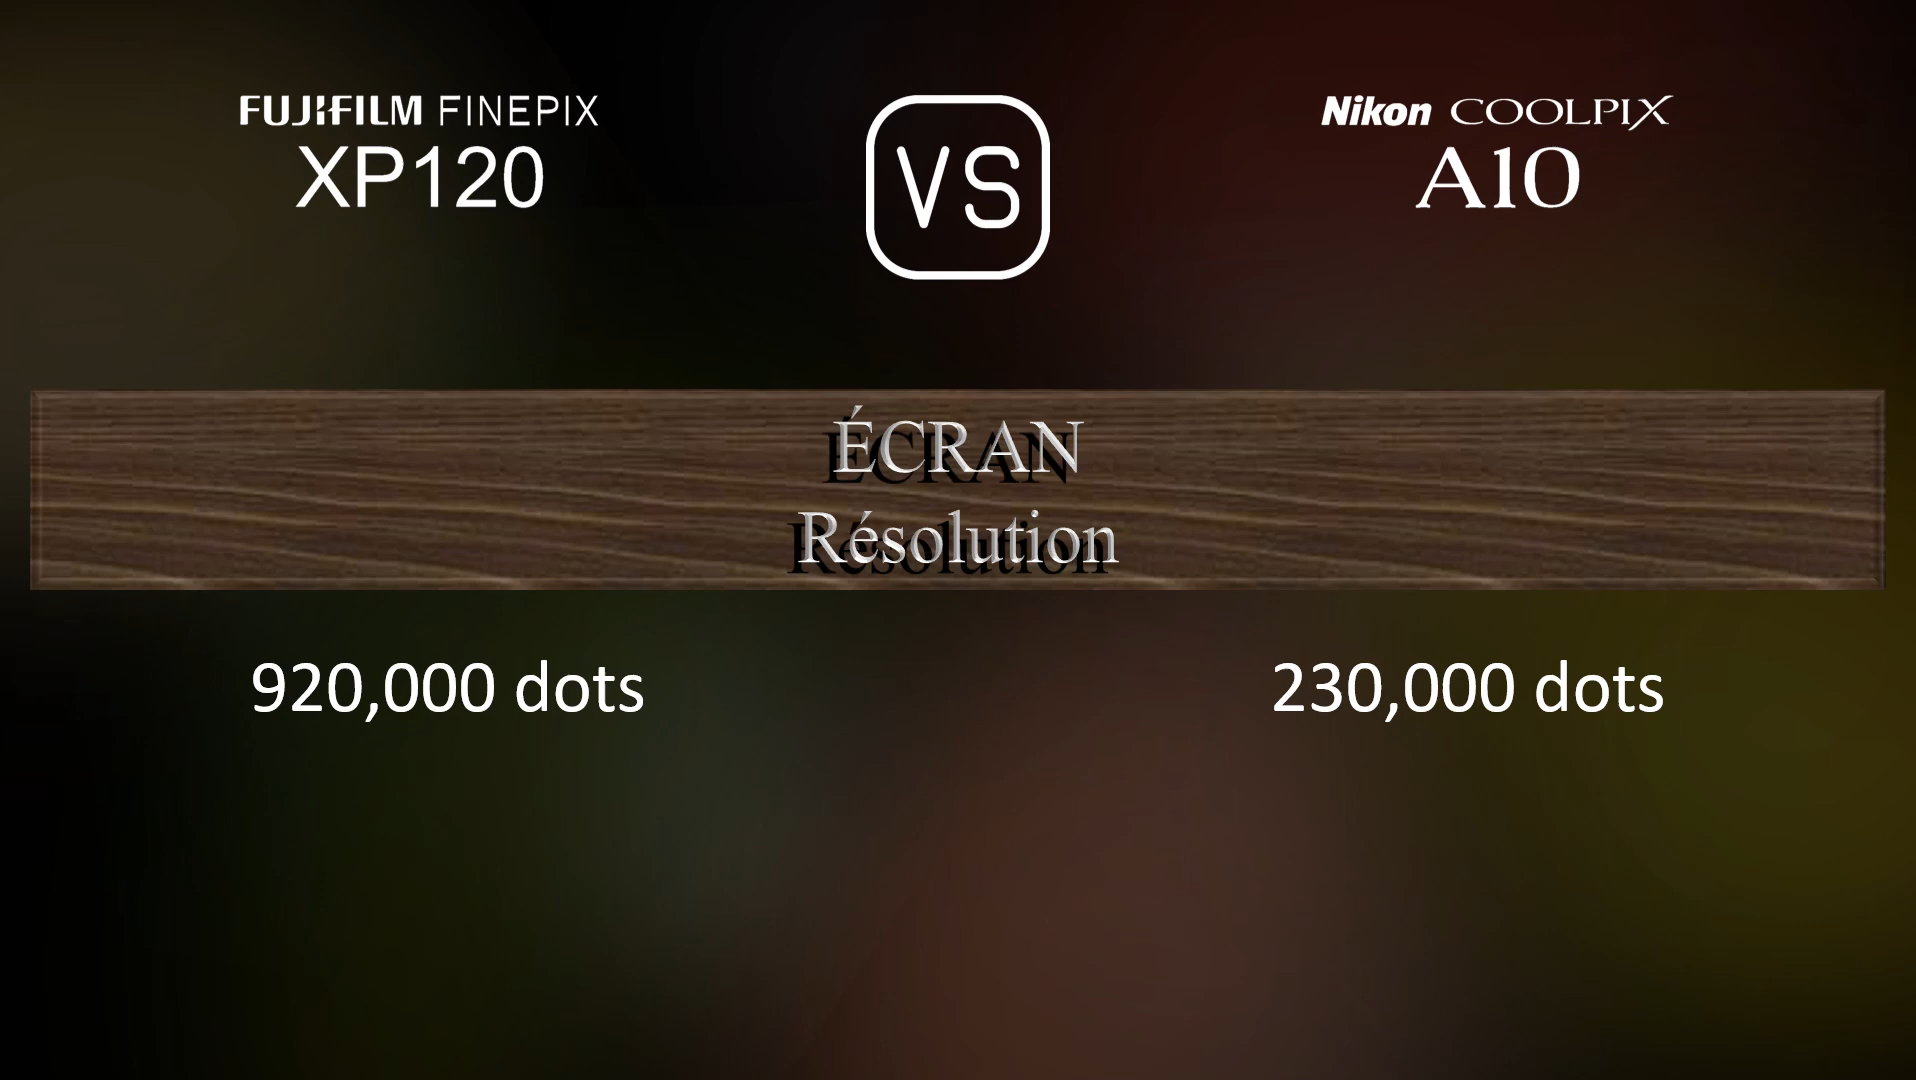 FUJIFILM FINEPIX
XP120
VS
Nikon COOLPIX
A10
ÉCRAN
Résolution
920,000 dots
230,000 dots